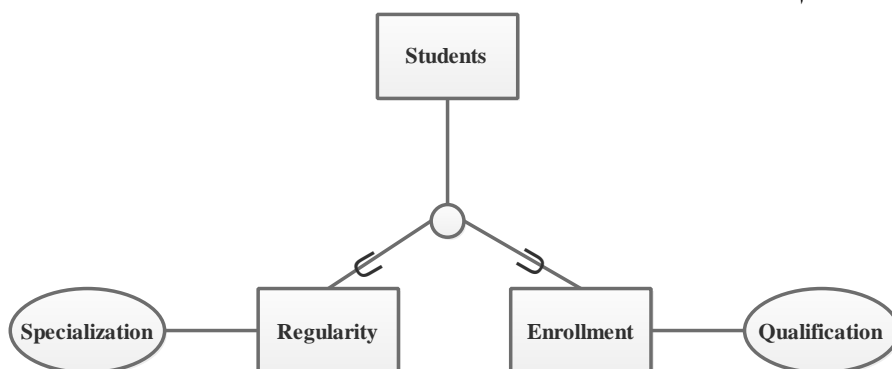 Students
Specialization
Regularity
Enrollment
Qualification